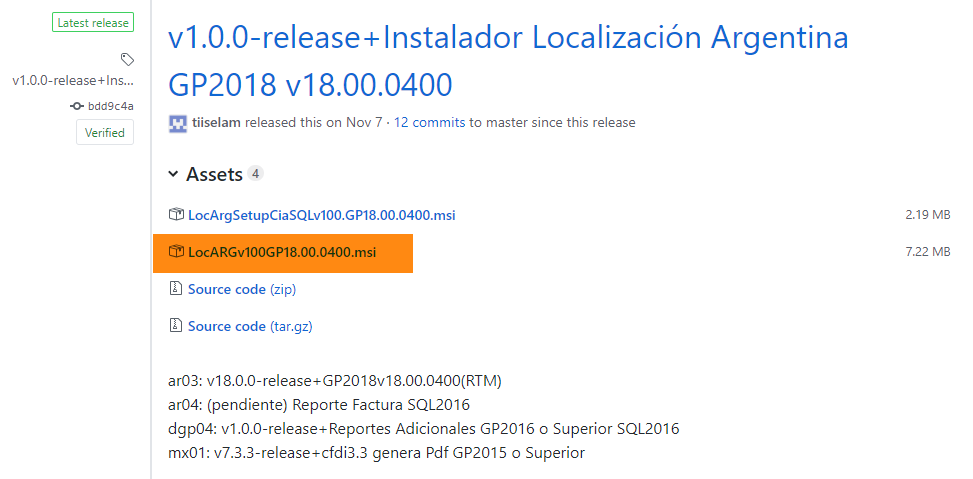 Latest release
v1.0.0-release+Ins...
bdd9c4a
Verified
v1.0.0-release+Instalador Localización Argentina
GP2018 v18.00.0400
tiiselam released this on Nov 7 · 12 commits to master since this release
Assets 4
LocArgSetupCiaSQLv100.GP18.00.0400.msi 2.19 MB
LocARGv100GP18.00.0400.msi 7.22 MB
Source code (zip)
Source code (tar.gz)
ar03: v18.0.0-release+GP2018v18.00.0400(RTM)
ar04: (pendiente) Reporte Factura SQL2016
dgp04: v1.0.0-release+Reportes Adicionales GP2016 o Superior SQL2016
mx01: v7.3.3-release+cfdi3.3 genera Pdf GP2015 o Superior